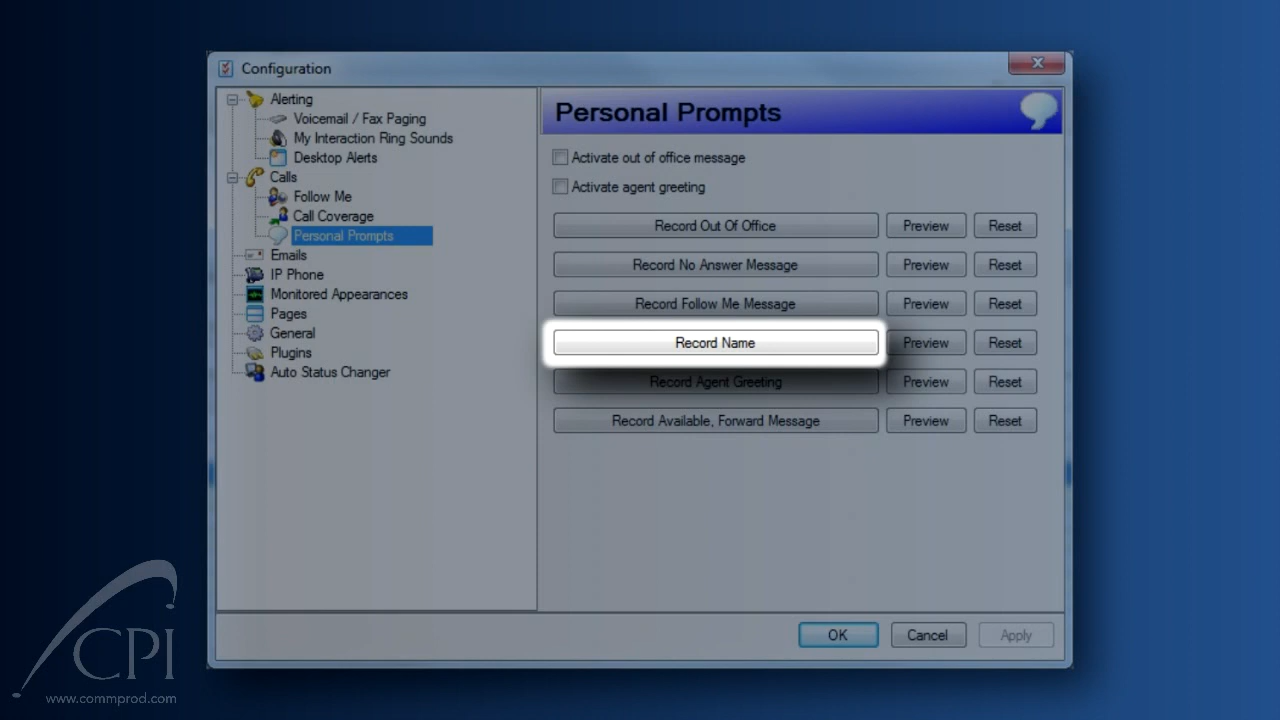 Configuration
Alerting
Voicemail / Fax Paging
My Interaction Ring Sounds
Desktop Alerts
Calls
Follow Me
Call Coverage
Personal Prompts
Emails
IP Phone
Monitored Appearances
Pages
General
Plugins
Auto Status Changer
Personal Prompts
Activate out of office message
Activate agent greeting
Record Out Of Office Preview Reset
Record No Answer Message Preview Reset
Record Follow Me Message Preview Reset
Record Name Preview Reset
Record Agent Greeting Preview Reset
Record Available, Forward Message Preview Reset
OK Cancel Apply
CPI
www.commprod.com